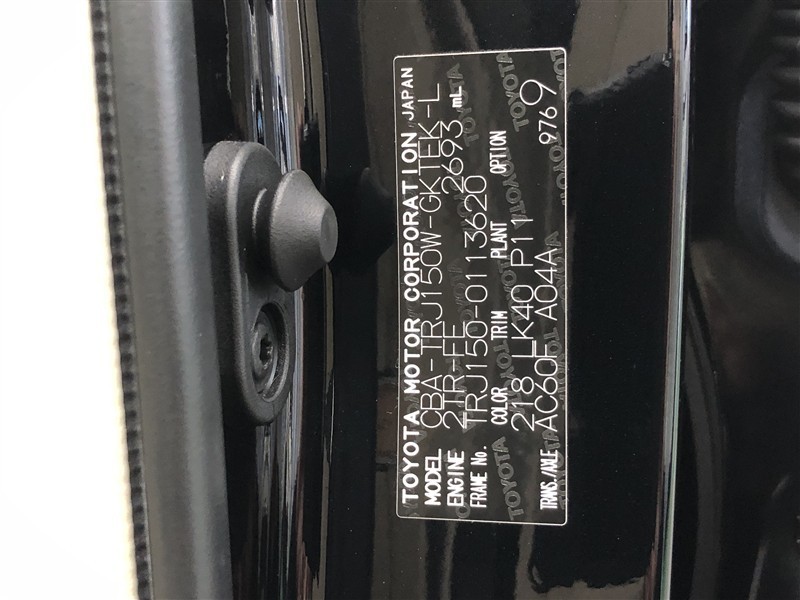 TOYOTA MOTOR CORPORATION JAPAN
MODEL CBA-TRJ150W-GKTEK-L
ENGINE 2TR-FE 2693 mL
FRAME No. TRJ150-0113620
COLOR TRIM PLANT OPTION
218 LK40 P11
TRANS./AXLE AC60F A04A 9769